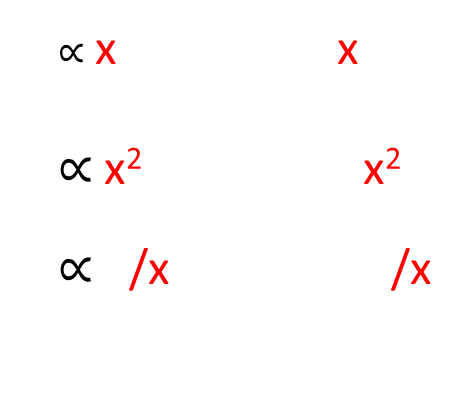 ∝ x x
∝ x² x²
∝ /x /x